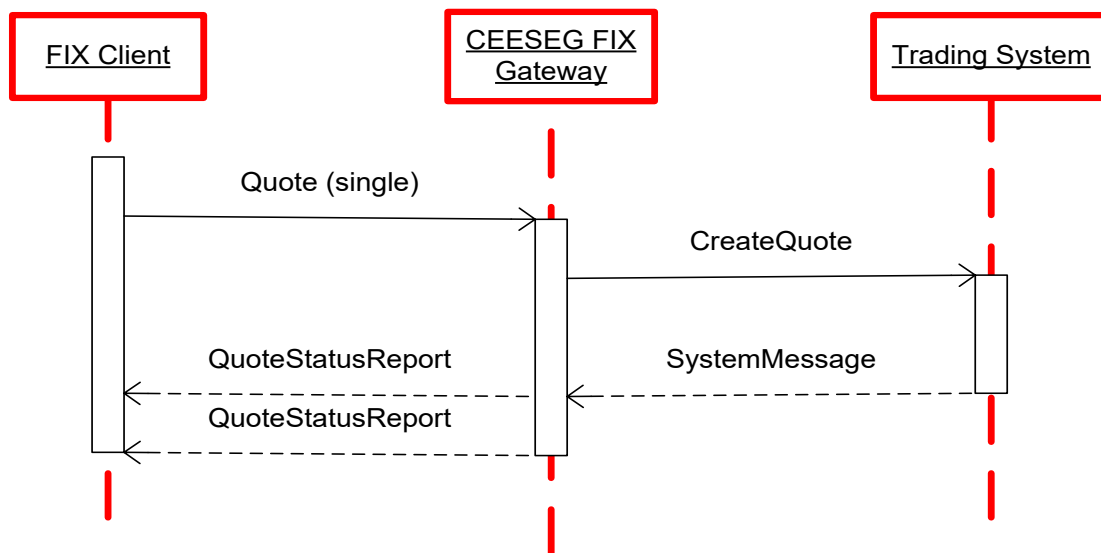 FIX Client
CEESEG FIX
Gateway
Trading System
Quote (single)
CreateQuote
QuoteStatusReport
SystemMessage
QuoteStatusReport